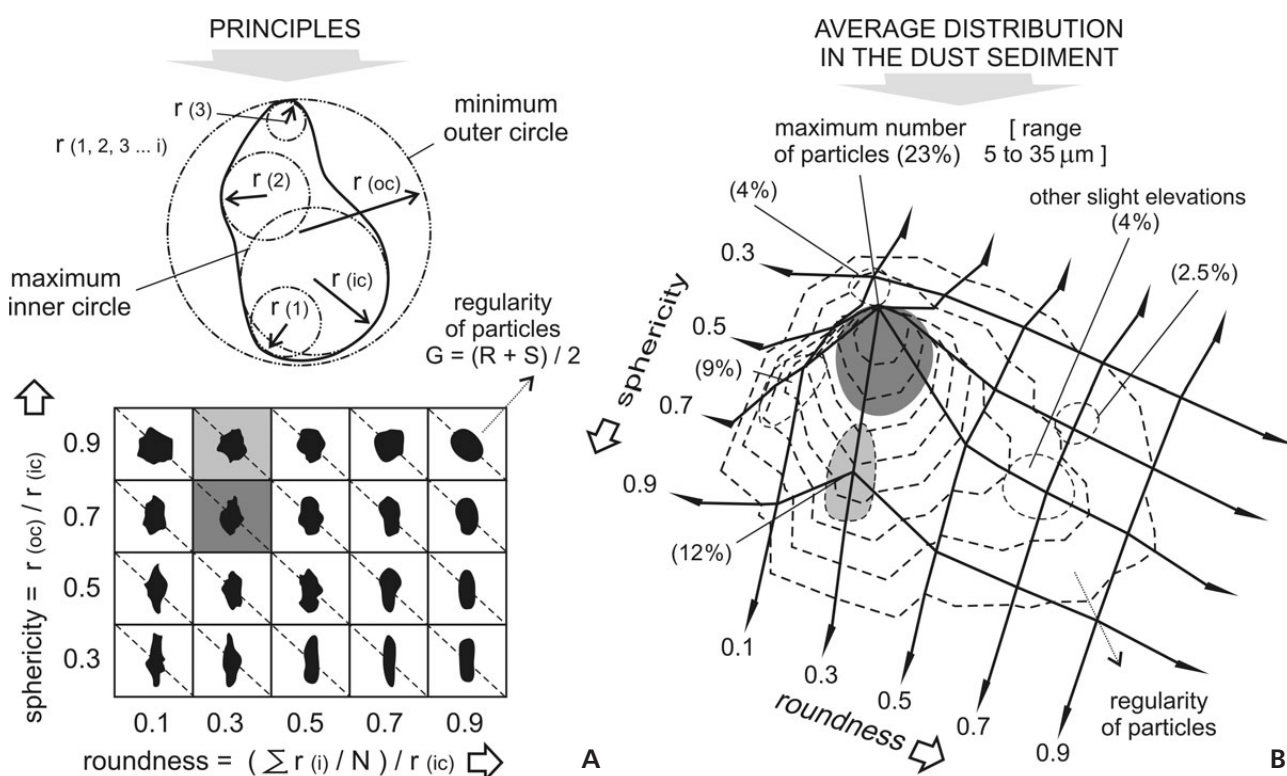 PRINCIPLES
r (3)
r (1, 2, 3 ... i)
minimum
outer circle
r (2)
r (oc)
maximum
inner circle
r (ic)
r (1)
regularity
of particles
G = (R + S) / 2
sphericity = r (oc) / r (ic)
0.9
0.7
0.5
0.3
0.1 0.3 0.5 0.7 0.9
roundness = ( ∑ r (i) / N ) / r (ic)
A
AVERAGE DISTRIBUTION
IN THE DUST SEDIMENT
maximum number
of particles (23%)
[ range
5 to 35 µm ]
(4%)
other slight elevations
(4%)
(2.5%)
0.3
0.5
(9%)
0.7
0.9
(12%)
sphericity
0.1
0.3
0.5
0.7
0.9
roundness
regularity
of particles
B